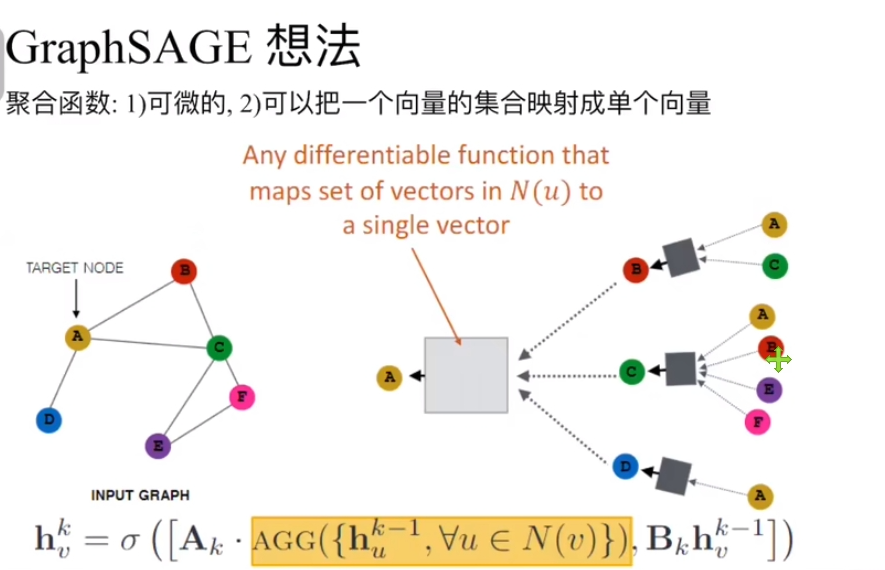 GraphSAGE 想法
聚合函数: 1)可微的, 2)可以把一个向量的集合映射成单个向量
Any differentiable function that
maps set of vectors in N(u) to
a single vector
TARGET NODE
A
B
C
D
E
F
INPUT GRAPH
A
B
C
D
A
C
A
B
E
F
A
h_v^k = σ([A_k · AGG({h_u^{k−1}, ∀u ∈ N(v)}), B_k h_v^{k−1}])